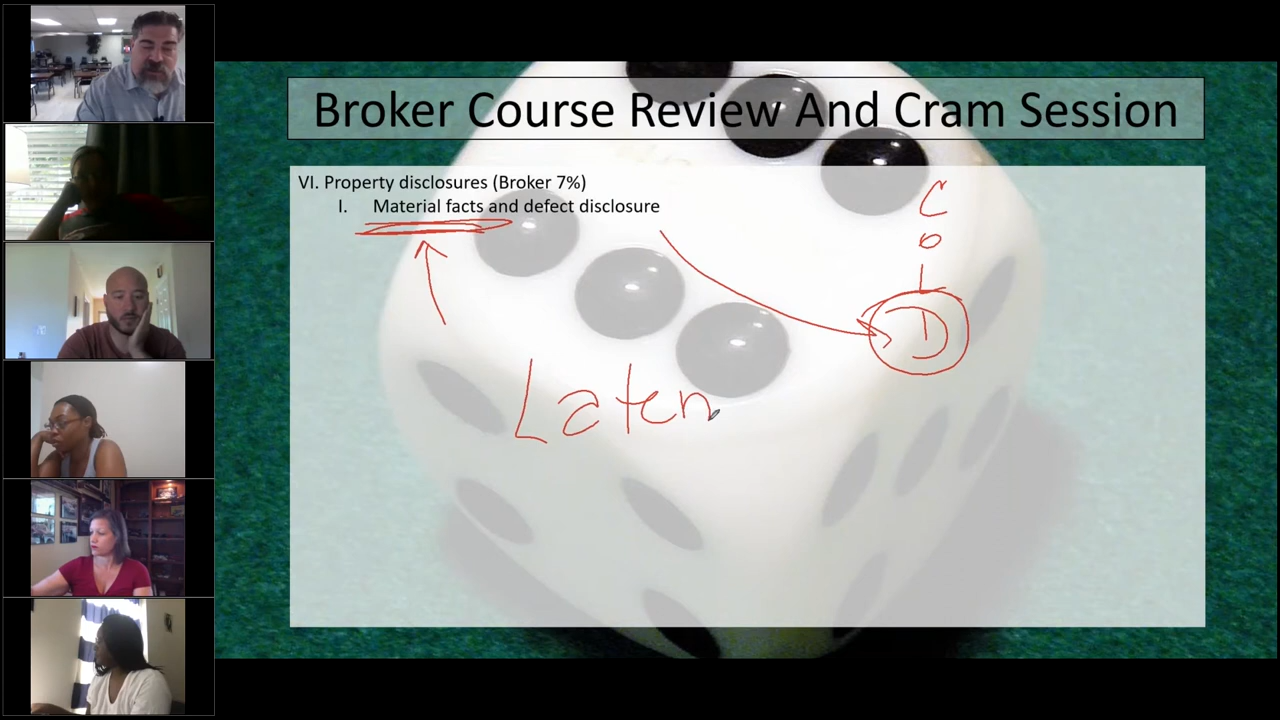 Broker Course Review And Cram Session
VI. Property disclosures (Broker 7%)
I. Material facts and defect disclosure
C
O
L
D
Laten